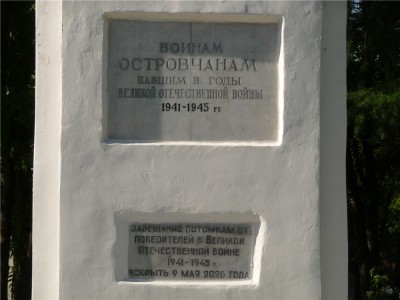 ВОИНАМ
ОСТРОВЧАНАМ
ПАВШИМ В ГОДЫ
ВЕЛИКОЙ ОТЕЧЕСТВЕННОЙ ВОЙНЫ
1941-1945 гг
ЗАВЕЩАНИЕ ПОТОМКАМ ОТ
ПОБЕДИТЕЛЕЙ В ВЕЛИКОЙ
ОТЕЧЕСТВЕННОЙ ВОЙНЕ
1941-1945 г.
ВСКРЫТЬ 9 МАЯ 2020 ГОДА